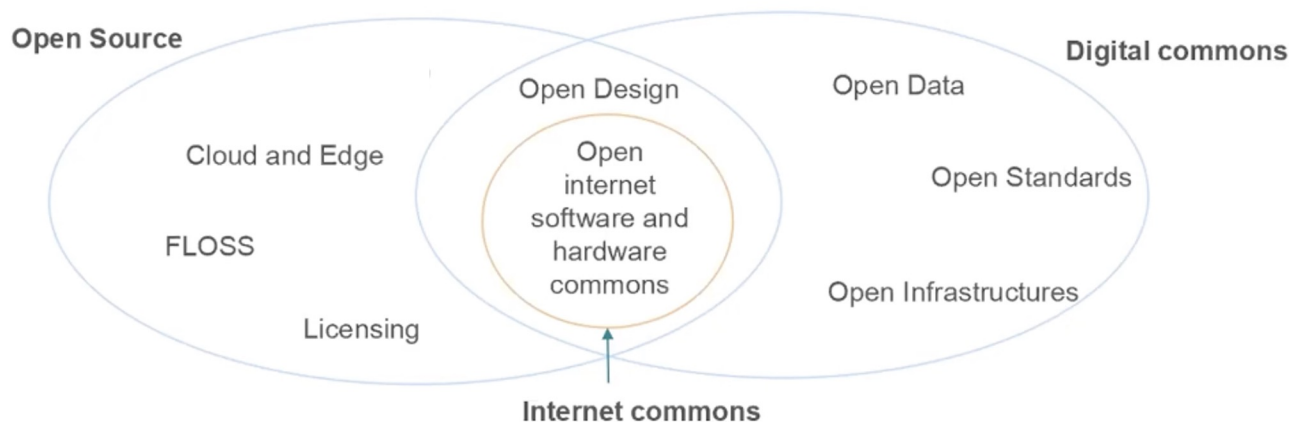 Open Source
Digital commons
Open Design
Open Data
Cloud and Edge
Open
internet
software and
hardware
commons
Open Standards
FLOSS
Open Infrastructures
Licensing
Internet commons